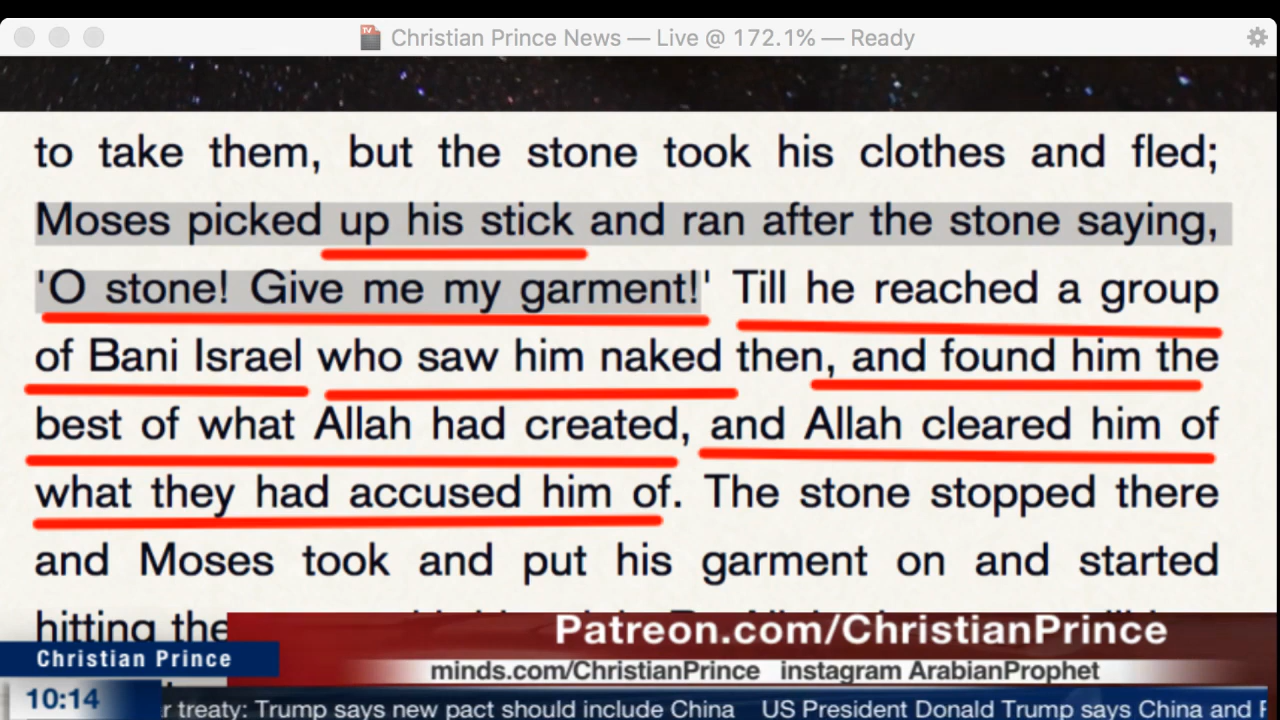 Christian Prince News — Live @ 172.1% — Ready
to take them, but the stone took his clothes and fled;
Moses picked up his stick and ran after the stone saying,
'O stone! Give me my garment!' Till he reached a group
of Bani Israel who saw him naked then, and found him the
best of what Allah had created, and Allah cleared him of
what they had accused him of. The stone stopped there
and Moses took and put his garment on and started
hitting the
Patreon.com/ChristianPrince
Christian Prince
minds.com/ChristianPrince instagram ArabianProphet
10:14
treaty: Trump says new pact should include China US President Donald Trump says China and